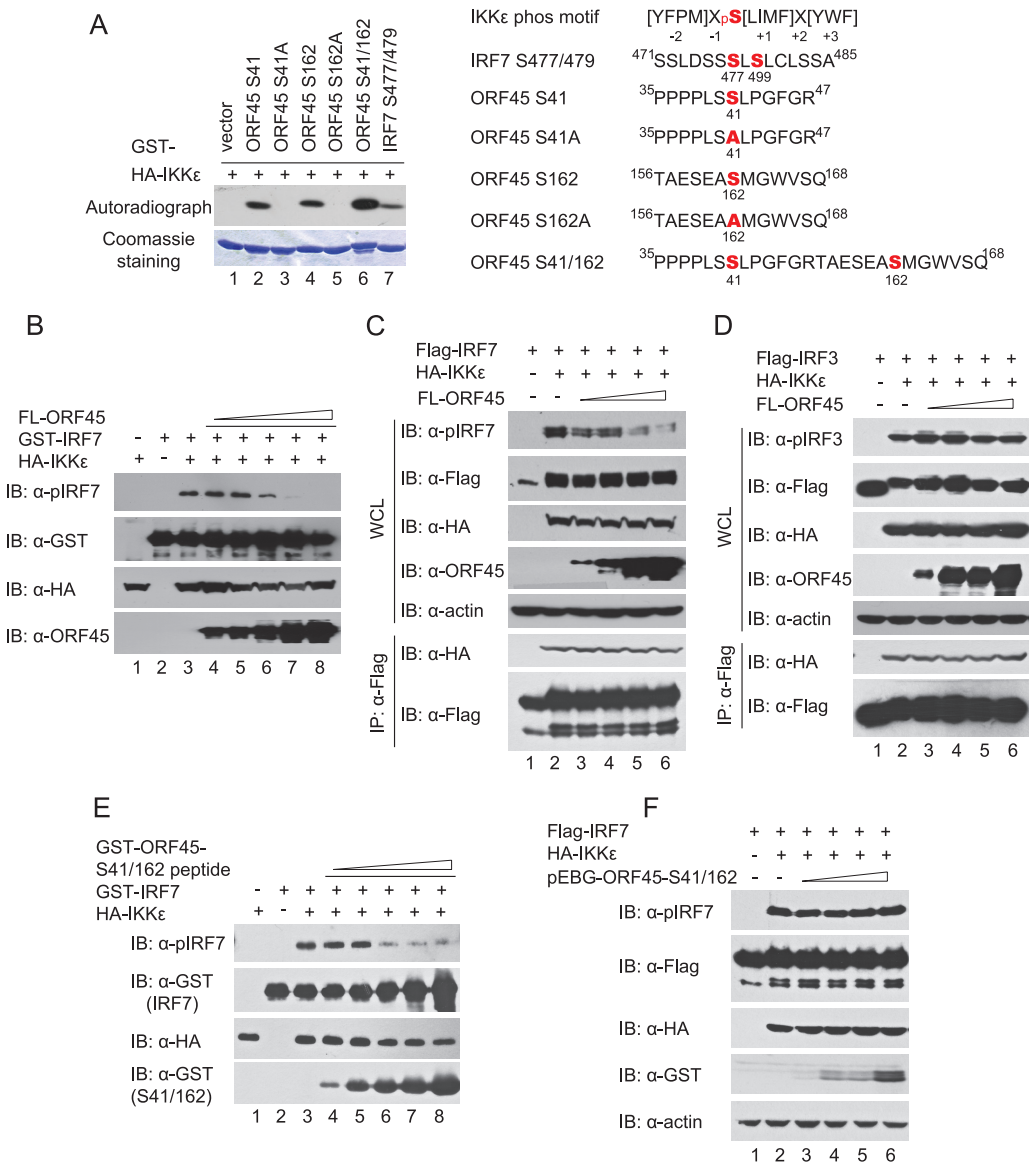 A
GST-
vector
ORF45 S41
ORF45 S41A
ORF45 S162
ORF45 S162A
ORF45 S41/162
IRF7 S477/479
HA-IKKε + + + + + + +
Autoradiograph
Coomassie
staining
1 2 3 4 5 6 7
IKKε phos motif [YFPM]XpS[LIMF]X[YWF]
-2 -1 +1 +2 +3
IRF7 S477/479 471SSLDSSSLSLCLSSA485
477 499
ORF45 S41 35PPPPLSSLPGFGR47
41
ORF45 S41A 35PPPPLSALPGFGR47
41
ORF45 S162 156TAESEASMGWVSQ168
162
ORF45 S162A 156TAESEAAMGWVSQ168
162
ORF45 S41/162 35PPPPLSSLPGFGRTAESEASMGWVSQ168
41 162
B
FL-ORF45
GST-IRF7 - + + + + + + +
HA-IKKε + - + + + + + +
IB: α-pIRF7
IB: α-GST
IB: α-HA
IB: α-ORF45
1 2 3 4 5 6 7 8
C
Flag-IRF7 + + + + + +
HA-IKKε - + + + + +
FL-ORF45 - -
WCL
IB: α-pIRF7
IB: α-Flag
IB: α-HA
IB: α-ORF45
IB: α-actin
IP: α-Flag
IB: α-HA
IB: α-Flag
1 2 3 4 5 6
D
Flag-IRF3 + + + + + +
HA-IKKε - + + + + +
FL-ORF45 - -
WCL
IB: α-pIRF3
IB: α-Flag
IB: α-HA
IB: α-ORF45
IB: α-actin
IP: α-Flag
IB: α-HA
IB: α-Flag
1 2 3 4 5 6
E
GST-ORF45-
S41/162 peptide
GST-IRF7 - + + + + + + +
HA-IKKε + - + + + + + +
IB: α-pIRF7
IB: α-GST
(IRF7)
IB: α-HA
IB: α-GST
(S41/162)
1 2 3 4 5 6 7 8
F
Flag-IRF7 + + + + + +
HA-IKKε - + + + + +
pEBG-ORF45-S41/162 - -
IB: α-pIRF7
IB: α-Flag
IB: α-HA
IB: α-GST
IB: α-actin
1 2 3 4 5 6